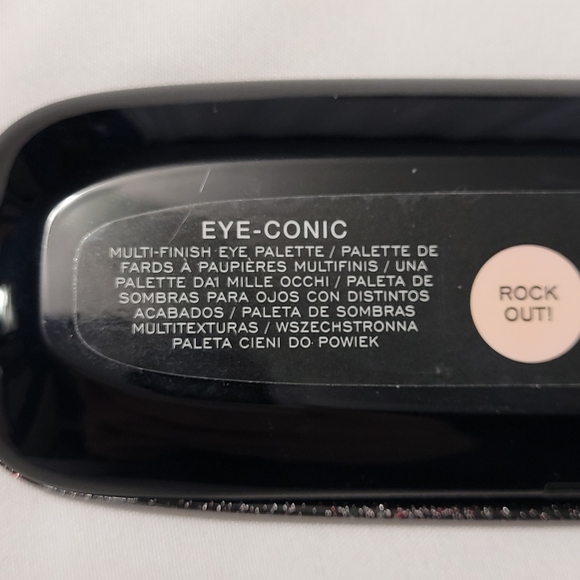 EYE-CONIC
MULTI-FINISH EYE PALETTE / PALETTE DE
FARDS À PAUPIÈRES MULTIFINIS / UNA
PALETTE DA1 MILLE OCCHI / PALETA DE
SOMBRAS PARA OJOS CON DISTINTOS
ACABADOS / PALETA DE SOMBRAS
MULTITEXTURAS / WSZECHSTRONNA
PALETA CIENI DO POWIEK
ROCK
OUT!